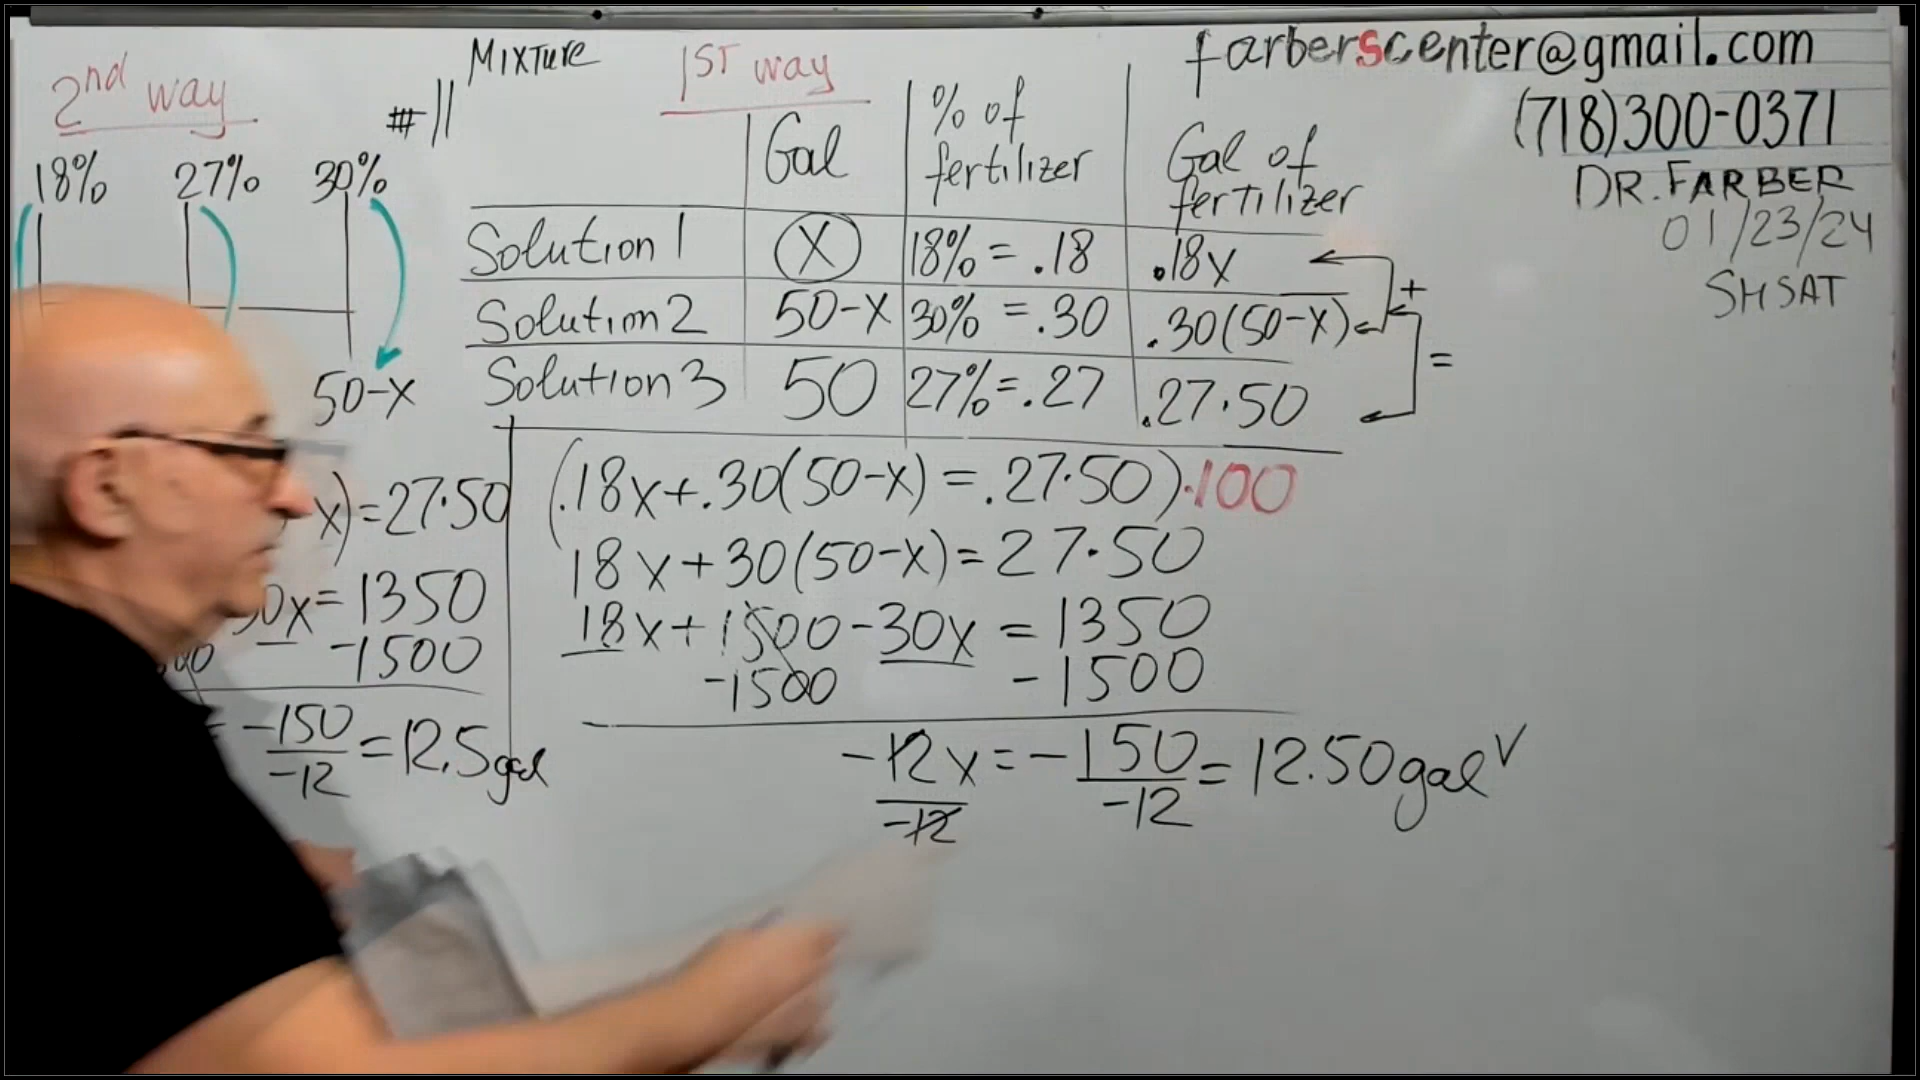 MIXTURE
1ST way
farberscenter@gmail.com
(718)300-0371
DR. FARBER
01/23/24
SHSAT
2nd way
#11
18% 27% 30%
50-x
x)=27·50
0x=1350
-1500
-150/-12 = 12.5gal
Gal % of fertilizer Gal of fertilizer
Solution 1 X 18% = .18 .18x
Solution 2 50-x 30% = .30 .30(50-x)
Solution 3 50 27% = .27 .27·50
+
=
(.18x+.30(50-x)=.27·50)·100
18x+30(50-x)=27·50
18x+1500-30x=1350
-1500 -1500
-12x/-12 = -150/-12 = 12.50gal